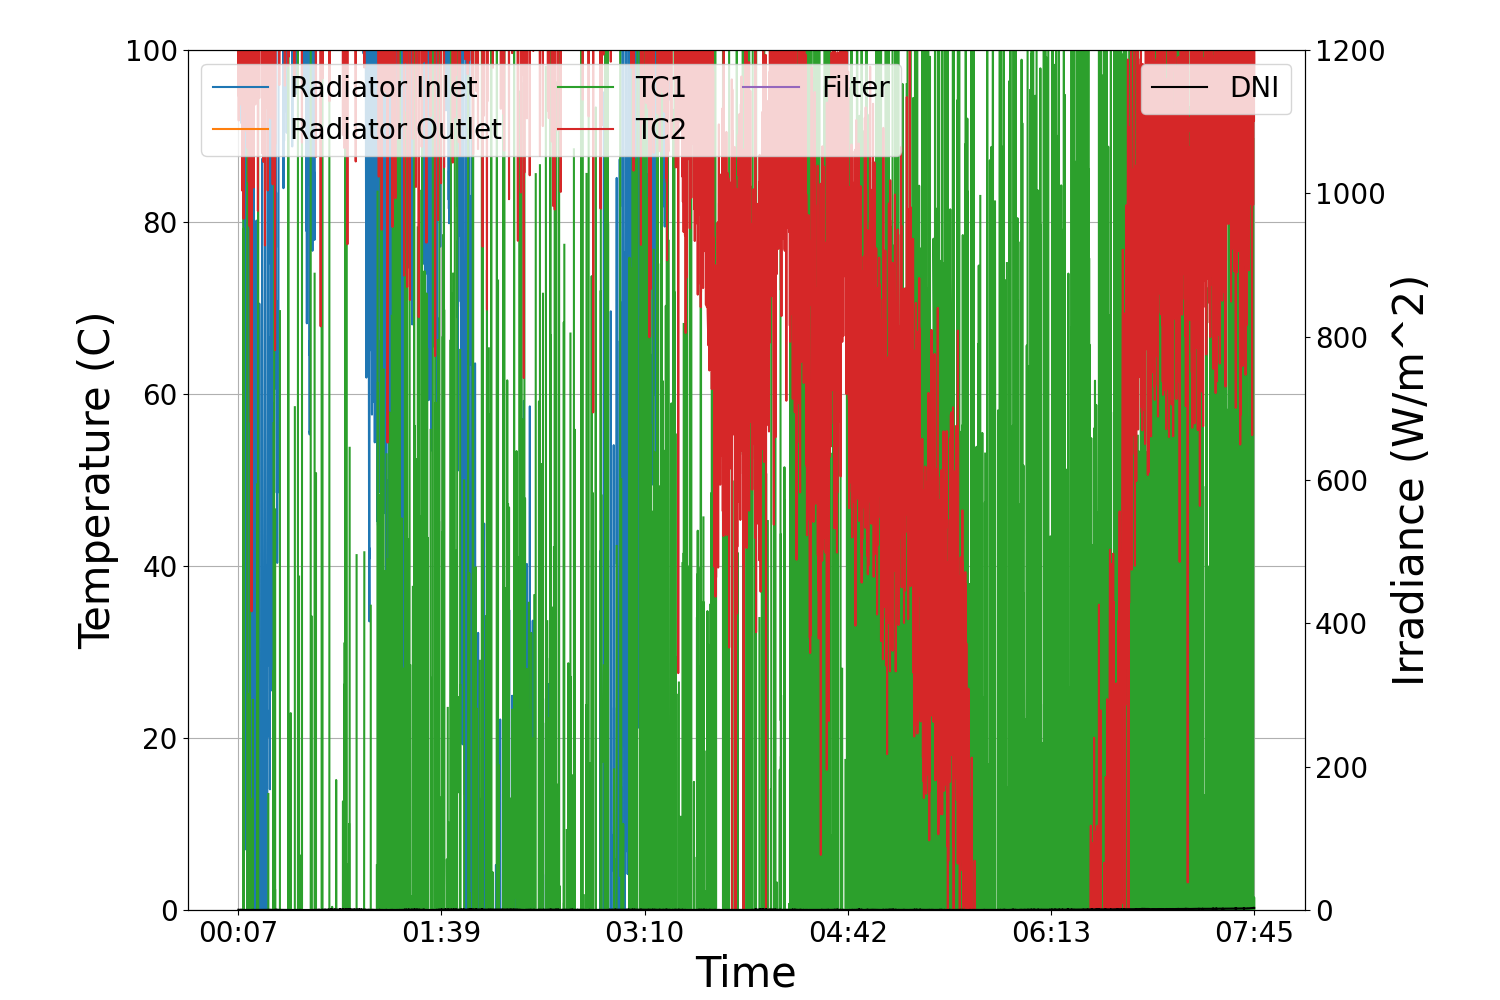 100
80
60
40
20
0
Temperature (C)
Radiator Inlet
Radiator Outlet
TC1
TC2
Filter
DNI
1200
1000
800
600
400
200
0
Irradiance (W/m^2)
00:07 01:39 03:10 04:42 06:13 07:45
Time